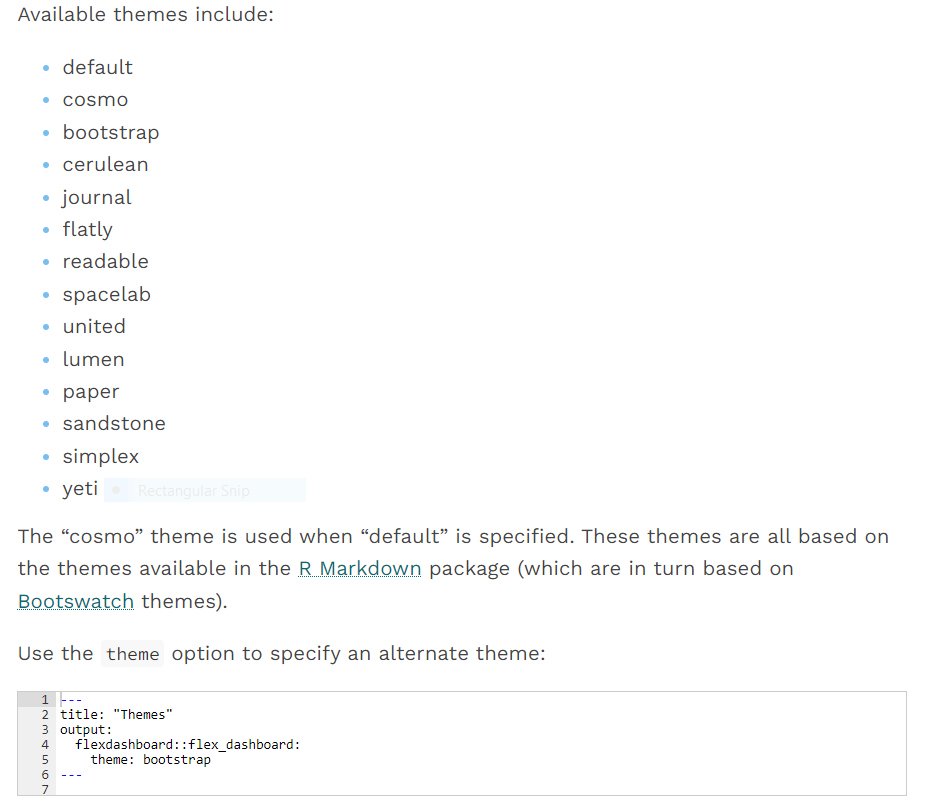 Available themes include:
default
cosmo
bootstrap
cerulean
journal
flatly
readable
spacelab
united
lumen
paper
sandstone
simplex
yeti
Rectangular Snip
The “cosmo” theme is used when “default” is specified. These themes are all based on
the themes available in the R Markdown package (which are in turn based on
Bootswatch themes).
Use the theme option to specify an alternate theme:
1 ---
2 title: "Themes"
3 output:
4   flexdashboard::flex_dashboard:
5     theme: bootstrap
6 ---
7